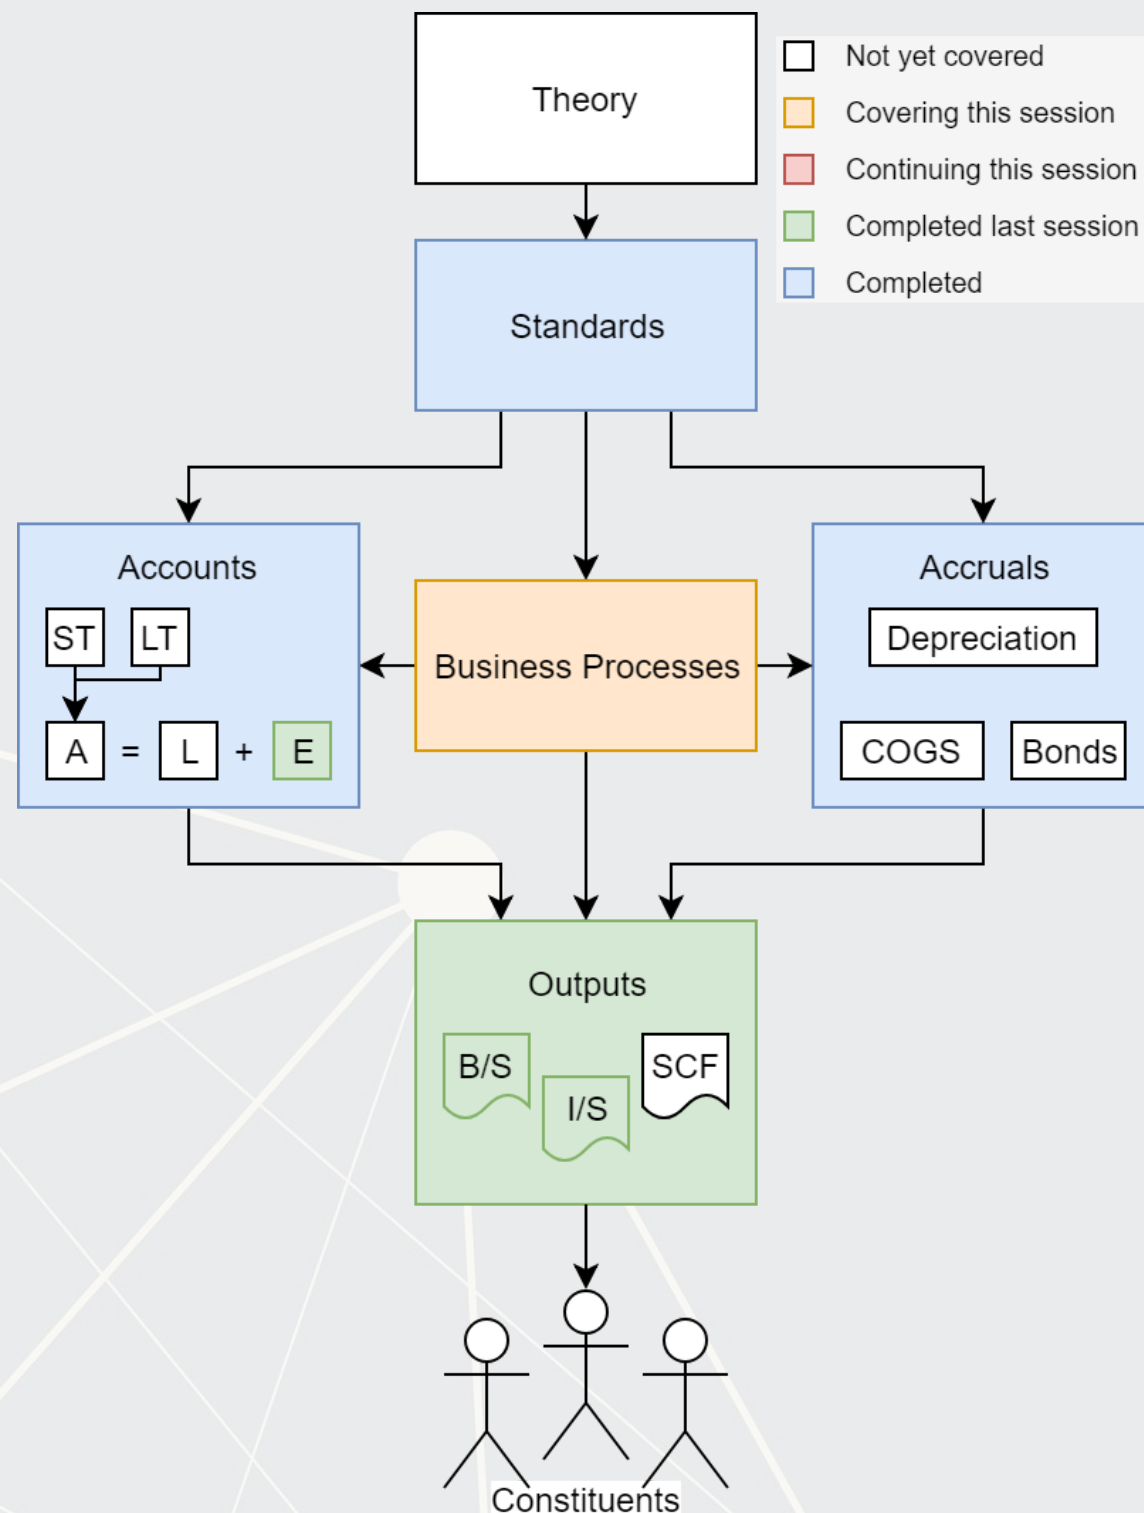 Theory
Not yet covered
Covering this session
Continuing this session
Completed last session
Completed
Standards
Accounts
ST LT
A = L + E
Business Processes
Accruals
Depreciation
COGS Bonds
Outputs
B/S
I/S
SCF
Constituents